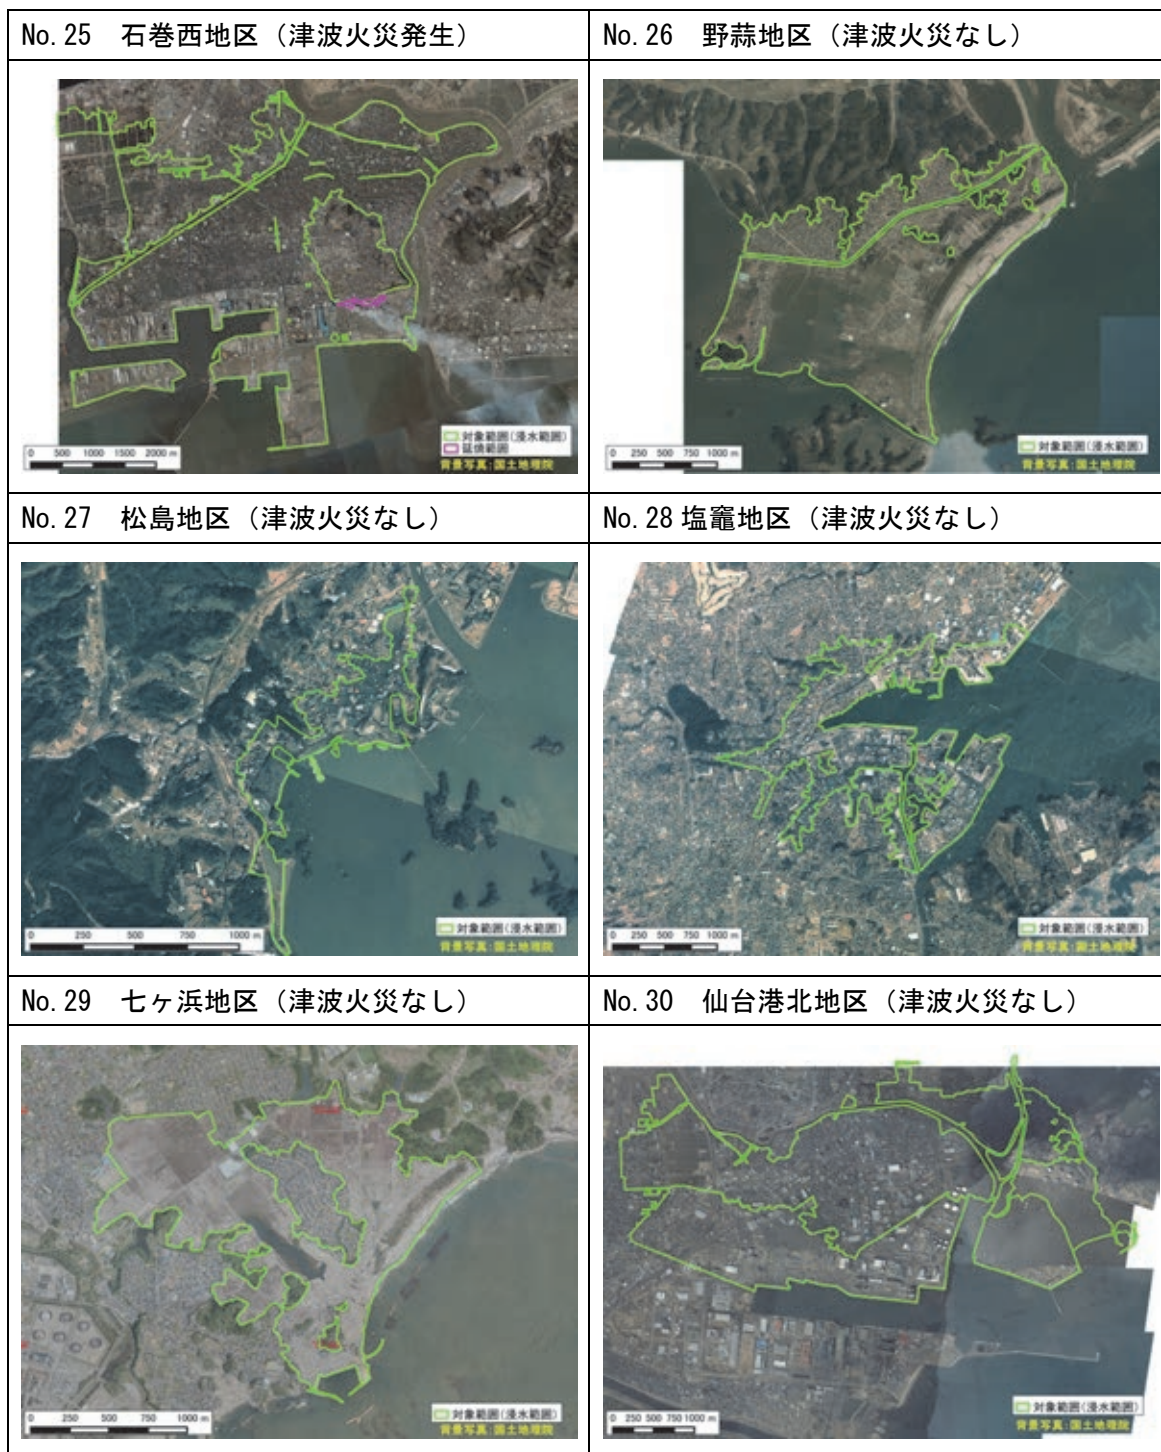 No.25 石巻西地区（津波火災発生）
No.26 野蒜地区（津波火災なし）
0 500 1000 1500 2000 m
対象範囲(浸水範囲)
延焼範囲
背景写真:国土地理院
0 250 500 750 1000 m
対象範囲(浸水範囲)
背景写真:国土地理院
No.27 松島地区（津波火災なし）
No.28 塩竈地区（津波火災なし）
0 250 500 750 1000 m
対象範囲(浸水範囲)
背景写真:国土地理院
0 250 500 750 1000 m
対象範囲(浸水範囲)
背景写真:国土地理院
No.29 七ヶ浜地区（津波火災なし）
No.30 仙台港北地区（津波火災なし）
0 250 500 750 1000 m
対象範囲(浸水範囲)
背景写真:国土地理院
0 250 500 750 1000 m
対象範囲(浸水範囲)
背景写真:国土地理院